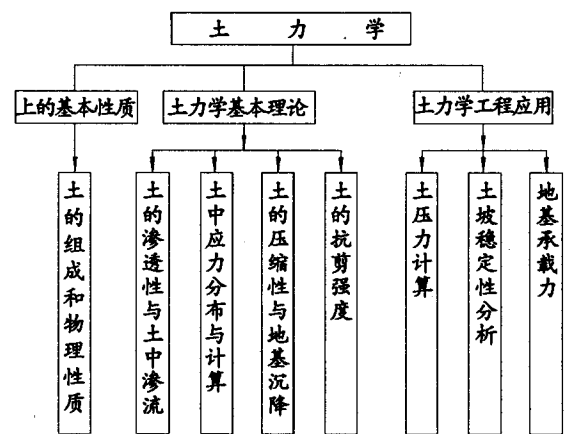 土力学
上的基本性质
土力学基本理论
土力学工程应用
土的组成和物理性质
土的渗透性与土中渗流
土中应力分布与计算
土的压缩性与地基沉降
土的抗剪强度
土压力计算
土坡稳定性分析
地基承载力